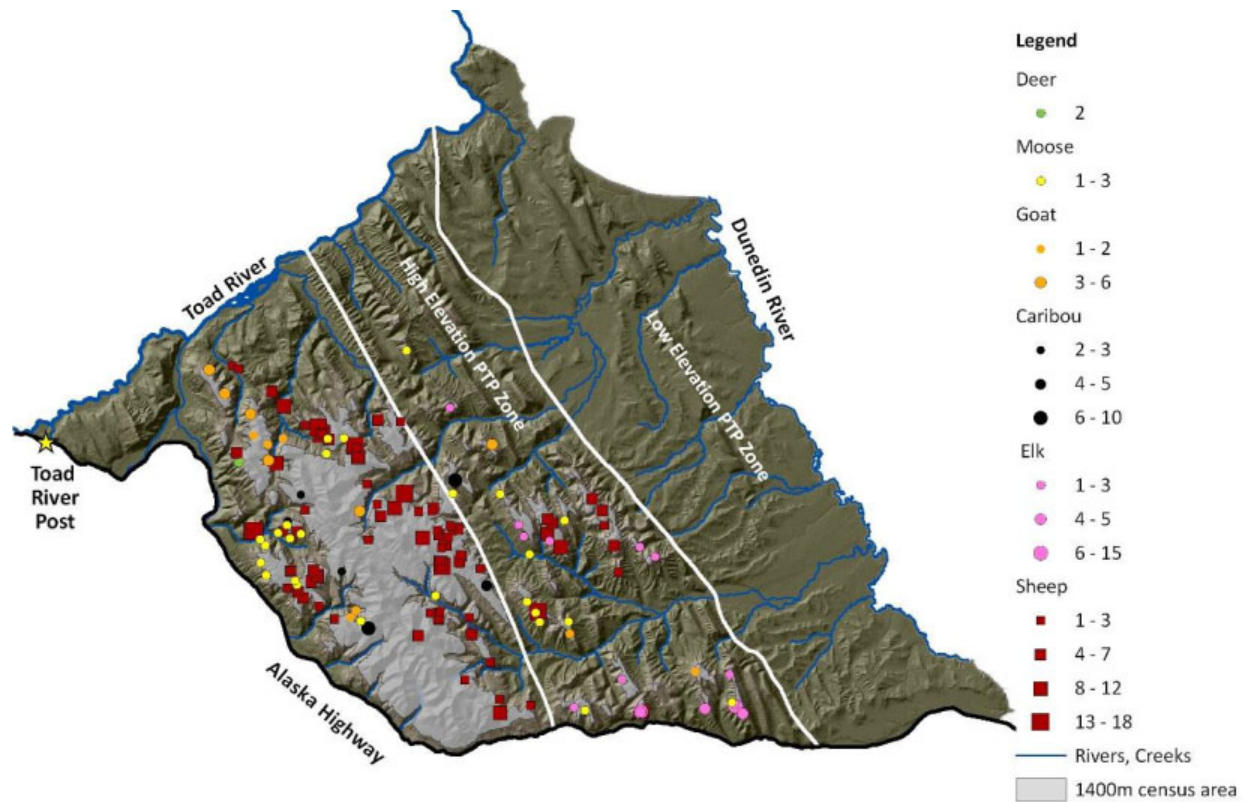 Toad River
High Elevation PTP Zone
Dunedin River
Low Elevation PTP Zone
Toad
River
Post
Alaska Highway
Legend
Deer
2
Moose
1 - 3
Goat
1 - 2
3 - 6
Caribou
2 - 3
4 - 5
6 - 10
Elk
1 - 3
4 - 5
6 - 15
Sheep
1 - 3
4 - 7
8 - 12
13 - 18
Rivers, Creeks
1400m census area